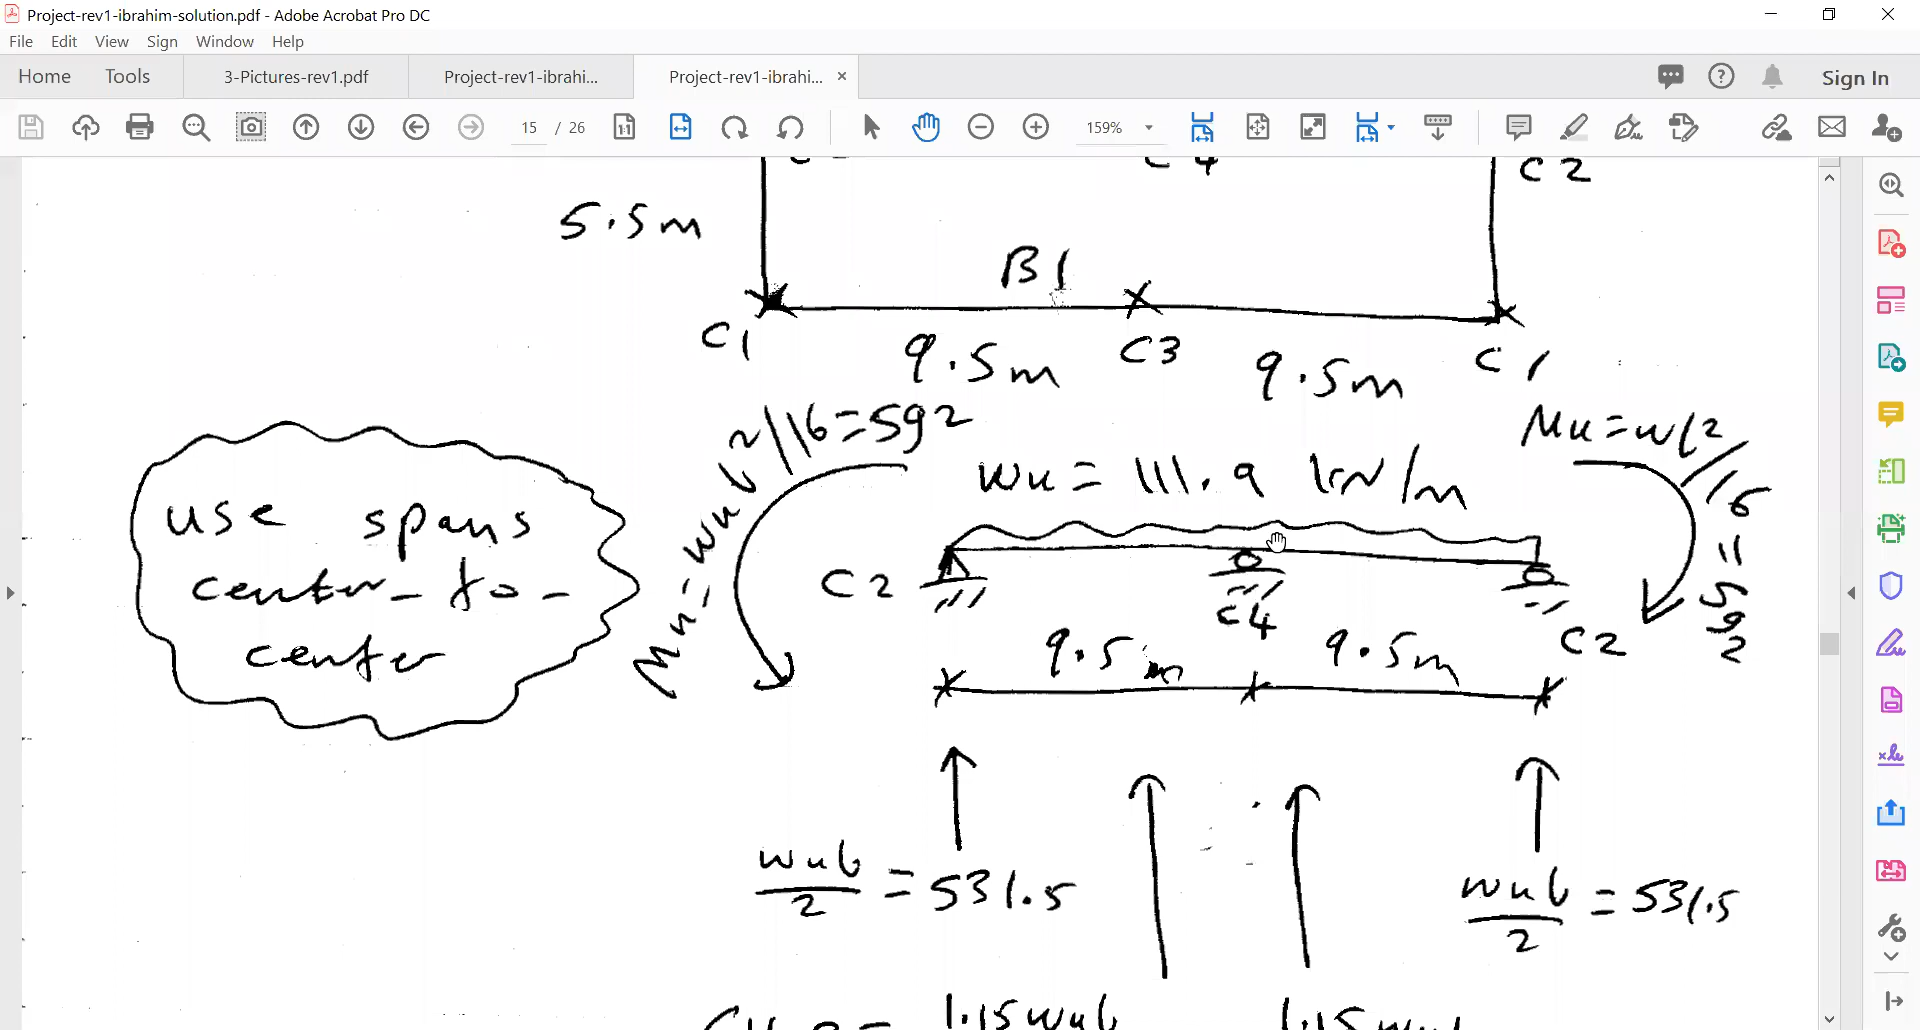 Project-rev1-ibrahim-solution.pdf - Adobe Acrobat Pro DC
File Edit View Sign Window Help
Home Tools 3-Pictures-rev1.pdf Project-rev1-ibrahi... Project-rev1-ibrahi... × Sign In
15 / 26 159%
C2
5.5m
B1
C1 C3 C1
9.5m 9.5m
Mu=wul²/16=592
Mu=wl²/16=592
wu = 111.9 kN/m
use spans
center-to-
center
C2 C4 C2
9.5m 9.5m
wul/2 = 531.5
wul/2 = 531.5
1.15wul